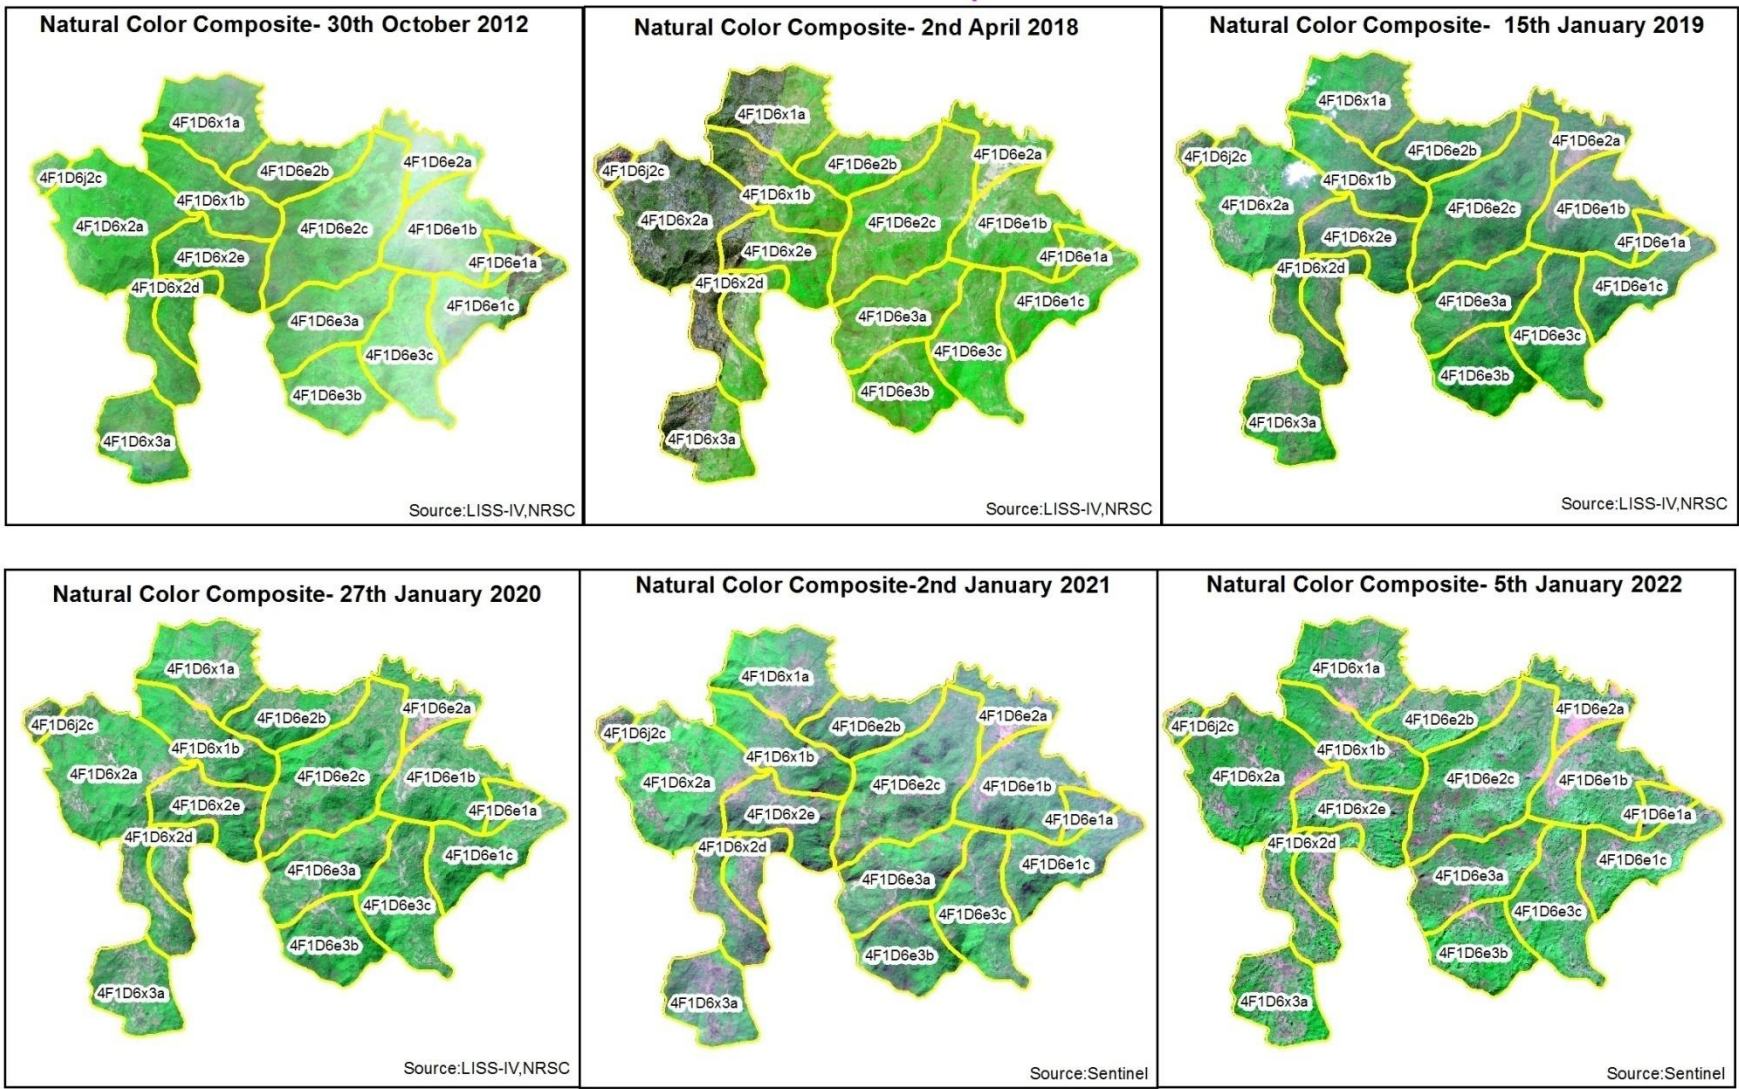 Natural Color Composite- 30th October 2012
4F1D6x1a
4F1D6e2a
4F1D6e2b
4F1D6j2c
4F1D6x1b
4F1D6x2a
4F1D6e2c
4F1D6e1b
4F1D6x2e
4F1D6e1a
4F1D6x2d
4F1D6e1c
4F1D6e3a
4F1D6e3c
4F1D6e3b
4F1D6x3a
Source:LISS-IV,NRSC
Natural Color Composite- 2nd April 2018
4F1D6x1a
4F1D6e2a
4F1D6e2b
4F1D6j2c
4F1D6x1b
4F1D6x2a
4F1D6e2c
4F1D6e1b
4F1D6x2e
4F1D6e1a
4F1D6x2d
4F1D6e1c
4F1D6e3a
4F1D6e3c
4F1D6e3b
4F1D6x3a
Source:LISS-IV,NRSC
Natural Color Composite- 15th January 2019
4F1D6x1a
4F1D6e2a
4F1D6e2b
4F1D6j2c
4F1D6x1b
4F1D6x2a
4F1D6e2c
4F1D6e1b
4F1D6x2e
4F1D6e1a
4F1D6x2d
4F1D6e1c
4F1D6e3a
4F1D6e3c
4F1D6e3b
4F1D6x3a
Source:LISS-IV,NRSC
Natural Color Composite- 27th January 2020
4F1D6x1a
4F1D6e2a
4F1D6e2b
4F1D6j2c
4F1D6x1b
4F1D6x2a
4F1D6e2c
4F1D6e1b
4F1D6x2e
4F1D6e1a
4F1D6x2d
4F1D6e1c
4F1D6e3a
4F1D6e3c
4F1D6e3b
4F1D6x3a
Source:LISS-IV,NRSC
Natural Color Composite-2nd January 2021
4F1D6x1a
4F1D6e2a
4F1D6e2b
4F1D6j2c
4F1D6x1b
4F1D6x2a
4F1D6e2c
4F1D6e1b
4F1D6x2e
4F1D6e1a
4F1D6x2d
4F1D6e1c
4F1D6e3a
4F1D6e3c
4F1D6e3b
4F1D6x3a
Source:Sentinel
Natural Color Composite- 5th January 2022
4F1D6x1a
4F1D6e2a
4F1D6e2b
4F1D6j2c
4F1D6x1b
4F1D6x2a
4F1D6e2c
4F1D6e1b
4F1D6x2e
4F1D6e1a
4F1D6x2d
4F1D6e1c
4F1D6e3a
4F1D6e3c
4F1D6e3b
4F1D6x3a
Source:Sentinel